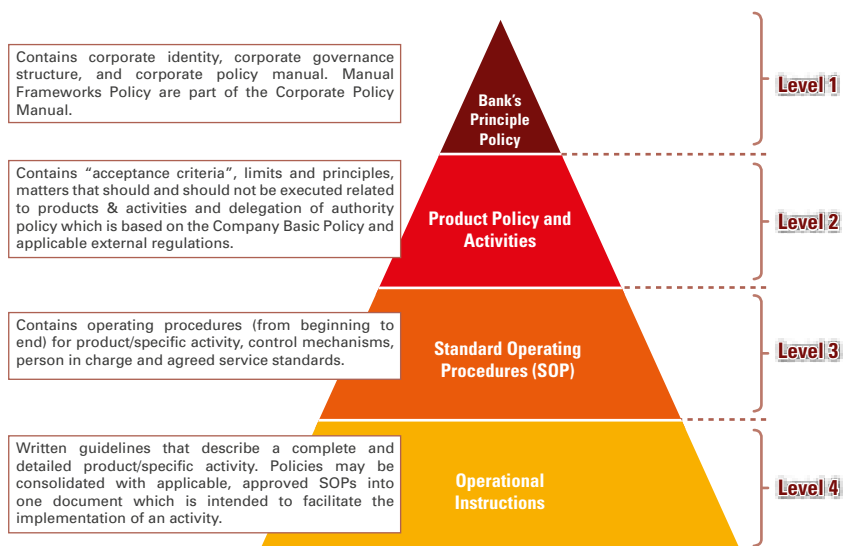 Contains corporate identity, corporate governance
structure, and corporate policy manual. Manual
Frameworks Policy are part of the Corporate Policy
Manual.
Bank's
Principle
Policy
Level 1
Contains “acceptance criteria”, limits and principles,
matters that should and should not be executed related
to products & activities and delegation of authority
policy which is based on the Company Basic Policy and
applicable external regulations.
Product Policy and
Activities
Level 2
Contains operating procedures (from beginning to
end) for product/specific activity, control mechanisms,
person in charge and agreed service standards.
Standard Operating
Procedures (SOP)
Level 3
Written guidelines that describe a complete and
detailed product/specific activity. Policies may be
consolidated with applicable, approved SOPs into
one document which is intended to facilitate the
implementation of an activity.
Operational
Instructions
Level 4